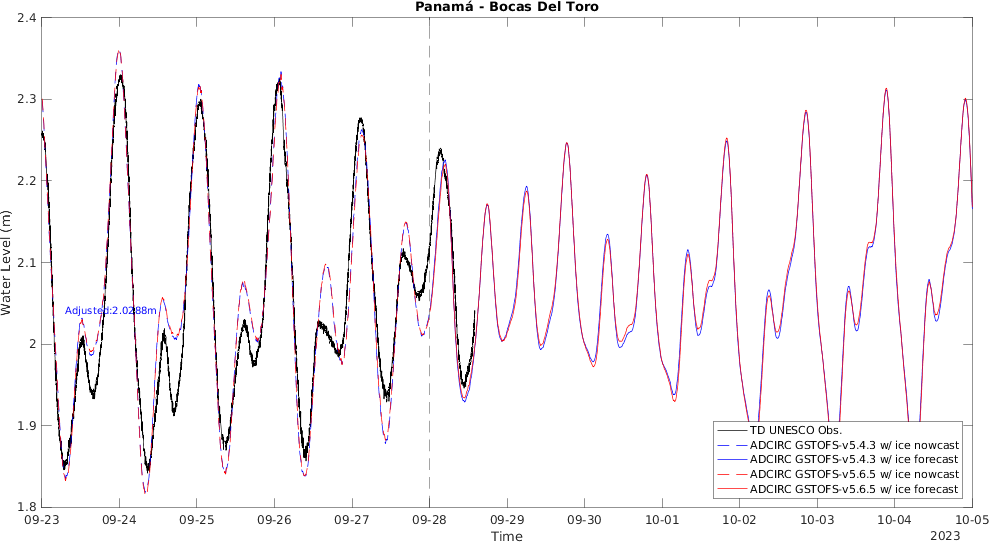 Panamá - Bocas Del Toro
2.4
2.3
2.2
2.1
2
1.9
1.8
Water Level (m)
Adjusted:2.0288m
TD UNESCO Obs.
ADCIRC GSTOFS-v5.4.3 w/ ice nowcast
ADCIRC GSTOFS-v5.4.3 w/ ice forecast
ADCIRC GSTOFS-v5.6.5 w/ ice nowcast
ADCIRC GSTOFS-v5.6.5 w/ ice forecast
09-23 09-24 09-25 09-26 09-27 09-28 09-29 09-30 10-01 10-02 10-03 10-04 10-05
Time
2023